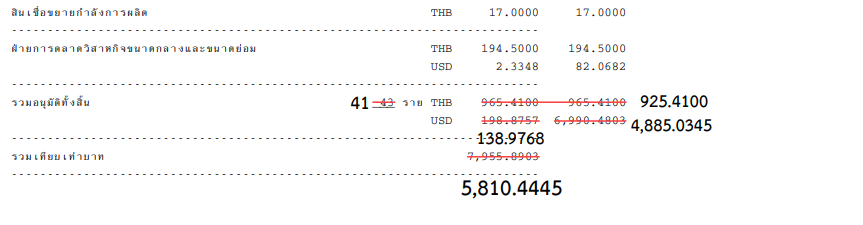 สินเชื่อขยายกำลังการผลิต THB 17.0000 17.0000
ฝ่ายการตลาดวิสาหกิจขนาดกลางและขนาดย่อม THB 194.5000 194.5000
USD 2.3348 82.0682
รวมอนุมัติทั้งสิ้น 41 43 ราย THB 965.4100 965.4100 925.4100
USD 198.8757 6,990.4803 4,885.0345
138.9768
รวมเทียบเท่าบาท 7,955.8903
5,810.4445